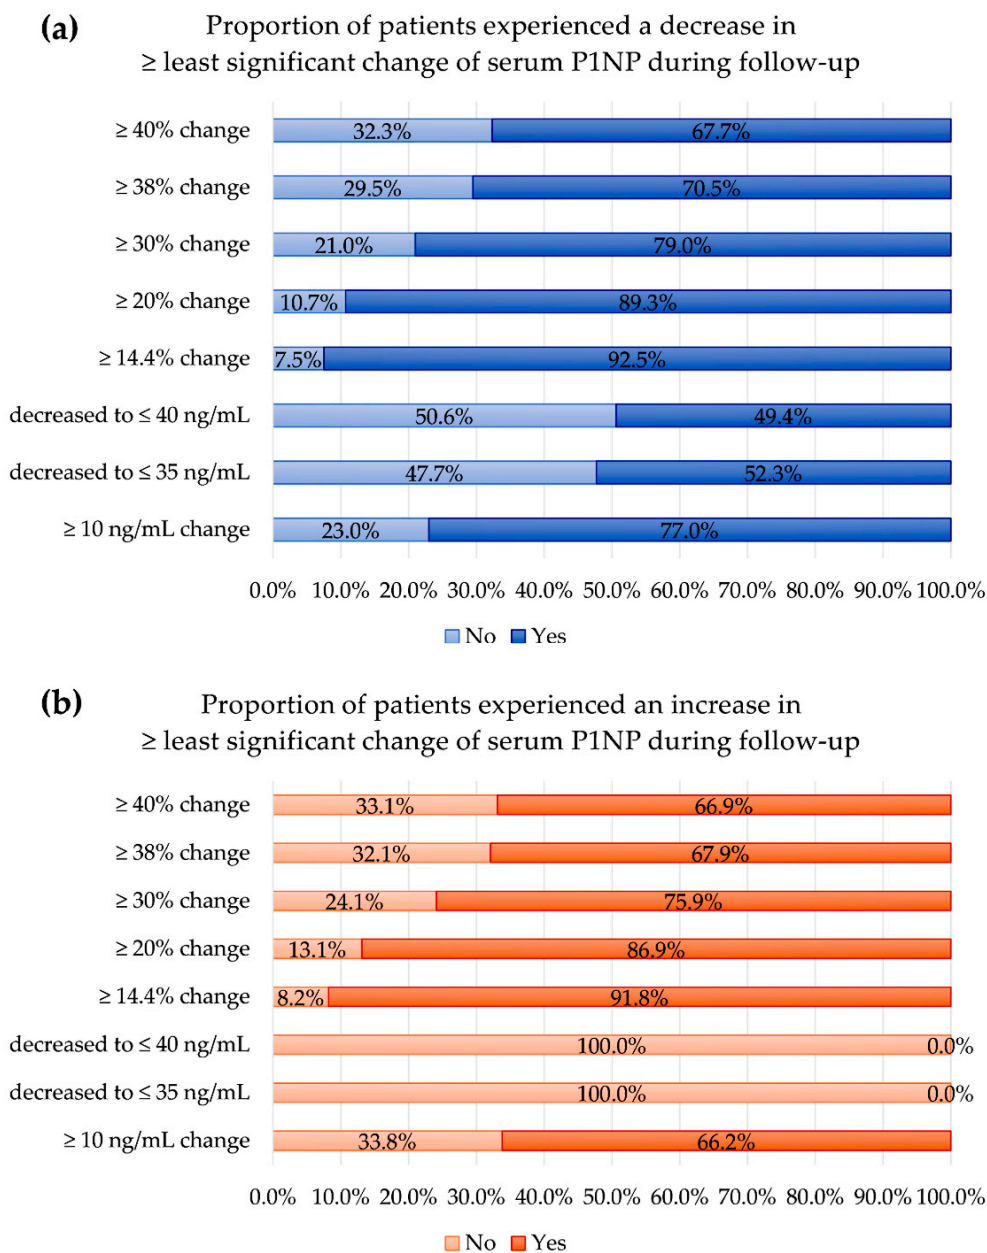 (a) Proportion of patients experienced a decrease in
≥ least significant change of serum P1NP during follow-up
≥ 40% change 32.3% 67.7%
≥ 38% change 29.5% 70.5%
≥ 30% change 21.0% 79.0%
≥ 20% change 10.7% 89.3%
≥ 14.4% change 7.5% 92.5%
decreased to ≤ 40 ng/mL 50.6% 49.4%
decreased to ≤ 35 ng/mL 47.7% 52.3%
≥ 10 ng/mL change 23.0% 77.0%
0.0% 10.0% 20.0% 30.0% 40.0% 50.0% 60.0% 70.0% 80.0% 90.0% 100.0%
No Yes
(b) Proportion of patients experienced an increase in
≥ least significant change of serum P1NP during follow-up
≥ 40% change 33.1% 66.9%
≥ 38% change 32.1% 67.9%
≥ 30% change 24.1% 75.9%
≥ 20% change 13.1% 86.9%
≥ 14.4% change 8.2% 91.8%
decreased to ≤ 40 ng/mL 100.0% 0.0%
decreased to ≤ 35 ng/mL 100.0% 0.0%
≥ 10 ng/mL change 33.8% 66.2%
0.0% 10.0% 20.0% 30.0% 40.0% 50.0% 60.0% 70.0% 80.0% 90.0% 100.0%
No Yes